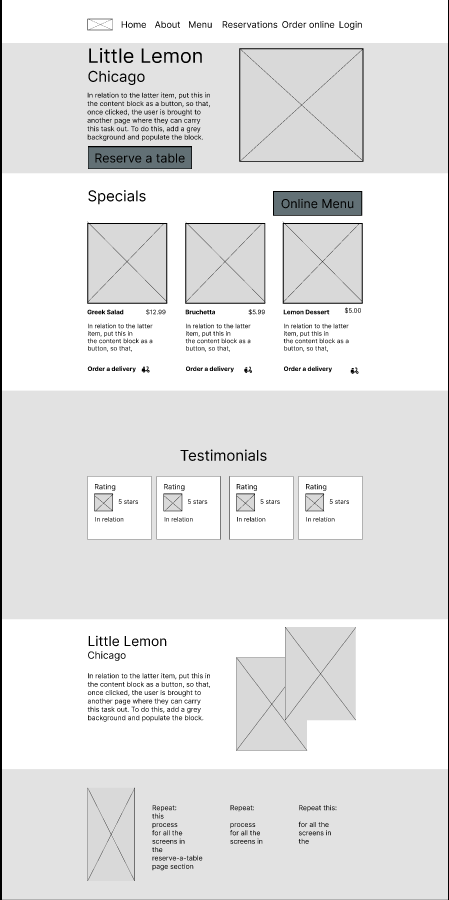 Home About Menu Reservations Order online Login
Little Lemon
Chicago
In relation to the latter item, put this in
the content block as a button, so that,
once clicked, the user is brought to
another page where they can carry
this task out. To do this, add a grey
background and populate the block.
Reserve a table
Specials
Online Menu
Greek Salad $12.99
In relation to the latter
item, put this in
the content block as a
button, so that,
Order a delivery
Bruchetta $5.99
In relation to the latter
item, put this in
the content block as a
button, so that,
Order a delivery
Lemon Dessert $5.00
In relation to the latter
item, put this in
the content block as a
button, so that,
Order a delivery
Testimonials
Rating
5 stars
In relation
Rating
5 stars
In relation
Rating
5 stars
In relation
Rating
5 stars
In relation
Little Lemon
Chicago
In relation to the latter item, put this in
the content block as a button, so that,
once clicked, the user is brought to
another page where they can carry
this task out. To do this, add a grey
background and populate the block.
Repeat:
this
process
for all the
screens in
the
reserve-a-table
page section
Repeat:
process
for all the
screens in
Repeat this:
for all the
screens in
the